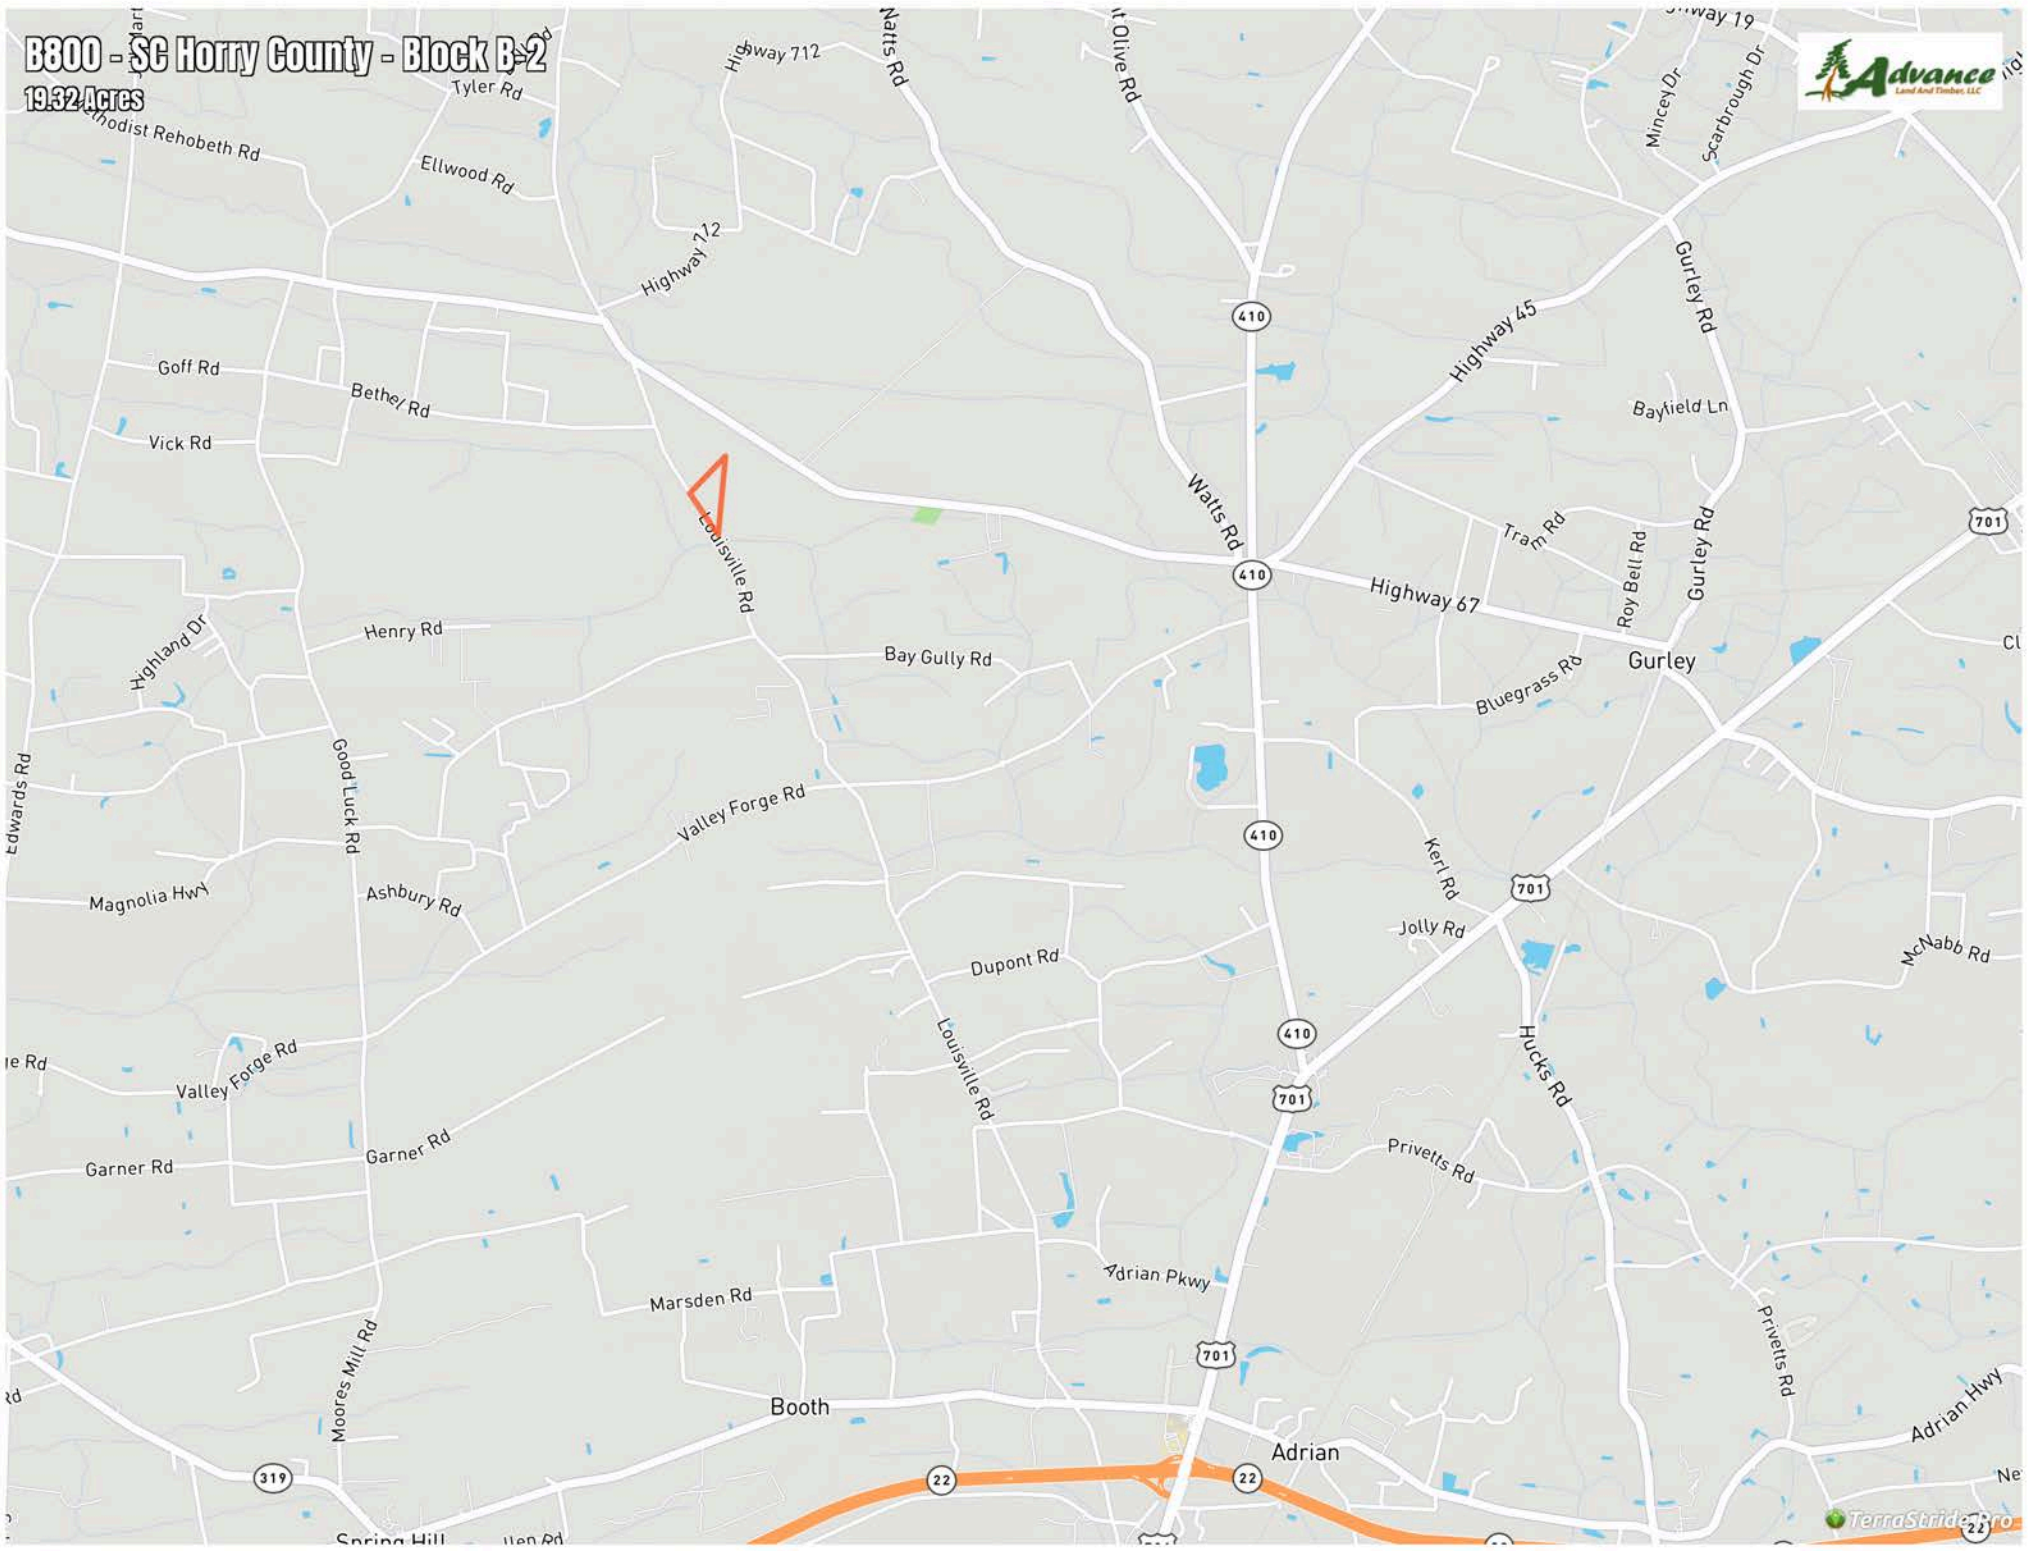 B800 - SC Horry County - Block B-2
19.32 Acres
Advance
Land And Timber, LLC
Highway 712
Watts Rd
Tyler Rd
Rehobeth Rd
Ellwood Rd
Highway 712
Mincey Dr
Scarbrough Dr
Gurley Rd
410
Highway 45
Goff Rd
Bethel Rd
Vick Rd
Bayfield Ln
Watts Rd
701
Tram Rd
Roy Bell Rd
Gurley Rd
Louisville Rd
410
Highway 67
Highland Dr
Henry Rd
Bay Gully Rd
Gurley
Bluegrass Rd
Edwards Rd
Good Luck Rd
Valley Forge Rd
410
Kerl Rd
701
Magnolia Hwy
Ashbury Rd
Jolly Rd
McNabb Rd
Dupont Rd
Louisville Rd
410
Hucks Rd
Valley Forge Rd
701
Garner Rd
Garner Rd
Privetts Rd
Adrian Pkwy
Marsden Rd
Moores Mill Rd
701
Privetts Rd
Booth
Adrian Hwy
Adrian
319
22
22
Spring Hill
TerraStride Pro
22